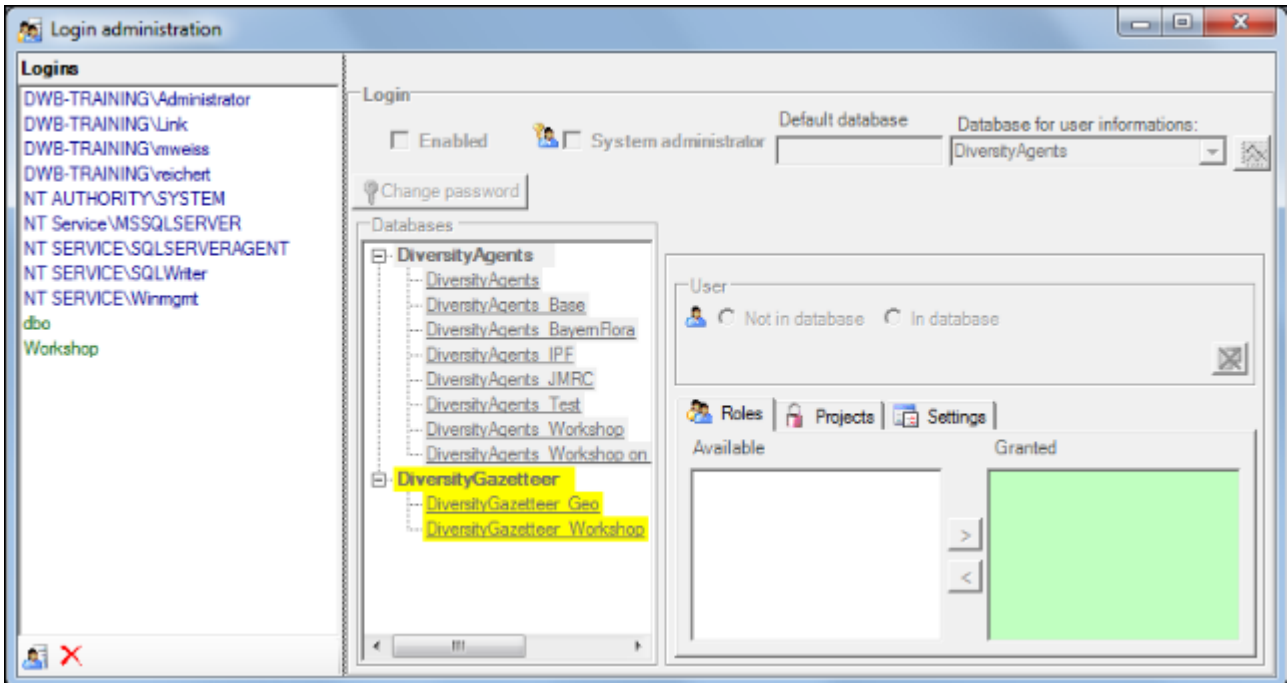 Login administration
Logins
DWB-TRAINING\Administrator
DWB-TRAINING\Link
DWB-TRAINING\mweiss
DWB-TRAINING\reichert
NT AUTHORITY\SYSTEM
NT Service\MSSQLSERVER
NT SERVICE\SQLSERVERAGENT
NT SERVICE\SQLWriter
NT SERVICE\Winmgmt
dbo
Workshop
Login
Enabled
System administrator
Default database
Database for user informations:
DiversityAgents
Change password
Databases
DiversityAgents
DiversityAgents
DiversityAgents_Base
DiversityAgents_BayernFlora
DiversityAgents_IPF
DiversityAgents_JMRC
DiversityAgents_Test
DiversityAgents_Workshop
DiversityAgents_Workshop on
DiversityGazetteer
DiversityGazetteer_Geo
DiversityGazetteer_Workshop
User
Not in database
In database
Roles
Projects
Settings
Available
Granted
>
<